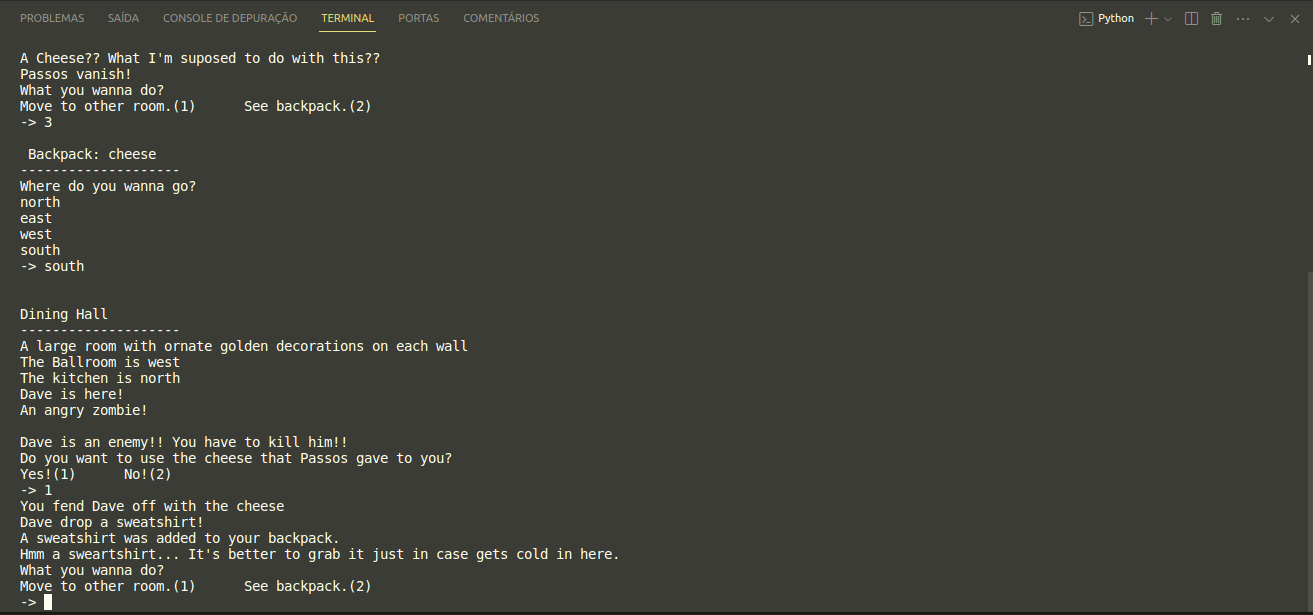 PROBLEMAS SAÍDA CONSOLE DE DEPURAÇÃO TERMINAL PORTAS COMENTÁRIOS Python
A Cheese?? What I'm suposed to do with this??
Passos vanish!
What you wanna do?
Move to other room.(1) See backpack.(2)
-> 3
Backpack: cheese
--------------------
Where do you wanna go?
north
east
west
south
-> south
Dining Hall
--------------------
A large room with ornate golden decorations on each wall
The Ballroom is west
The kitchen is north
Dave is here!
An angry zombie!
Dave is an enemy!! You have to kill him!!
Do you want to use the cheese that Passos gave to you?
Yes!(1) No!(2)
-> 1
You fend Dave off with the cheese
Dave drop a sweatshirt!
A sweatshirt was added to your backpack.
Hmm a sweartshirt... It's better to grab it just in case gets cold in here.
What you wanna do?
Move to other room.(1) See backpack.(2)
->